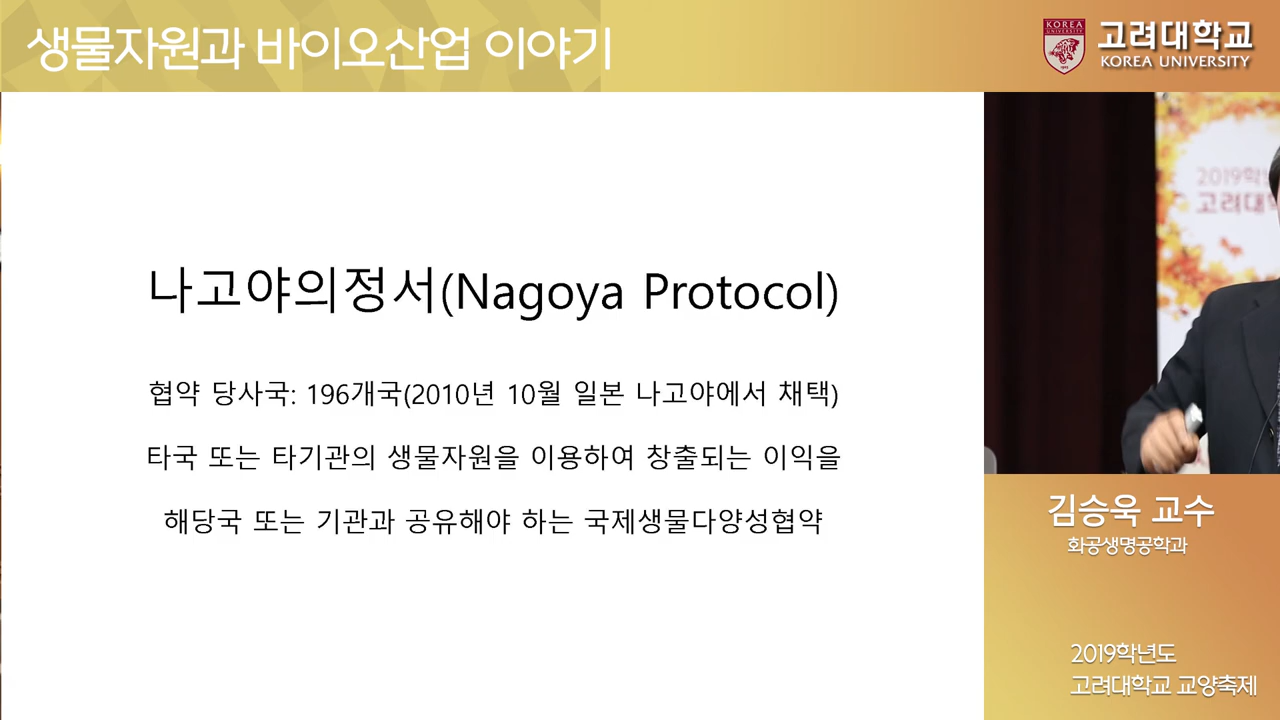 생물자원과 바이오산업 이야기
KOREA
UNIVERSITY
고려대학교
KOREA UNIVERSITY
나고야의정서(Nagoya Protocol)
협약 당사국: 196개국(2010년 10월 일본 나고야에서 채택)
타국 또는 타기관의 생물자원을 이용하여 창출되는 이익을
해당국 또는 기관과 공유해야 하는 국제생물다양성협약
2019학
고려대
김승욱 교수
화공생명공학과
2019학년도
고려대학교 교양축제